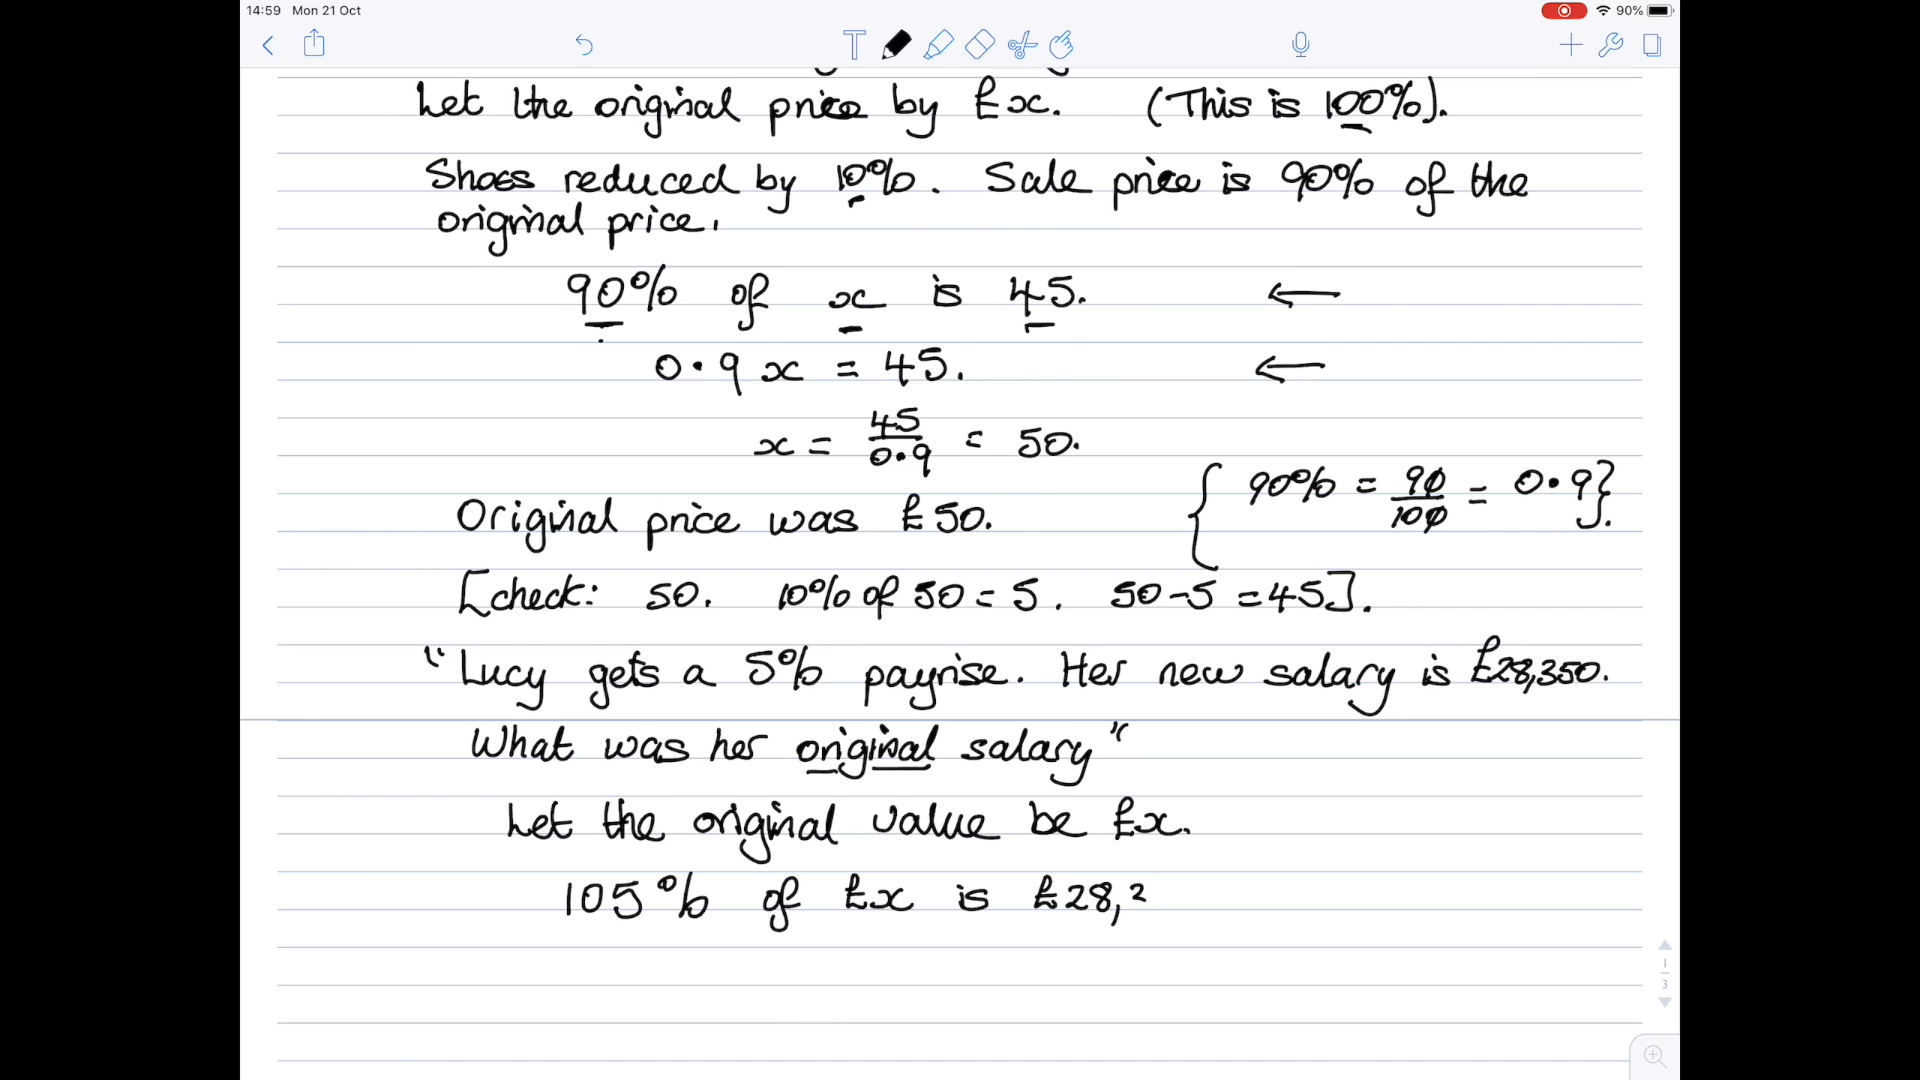 14:59 Mon 21 Oct
90%
T
Let the original price by £x. (This is 100%).
Shoes reduced by 10%. Sale price is 90% of the
original price.
90% of x is 45. ←
0.9x = 45. ←
x = 45/0.9 = 50.
{ 90% = 90/100 = 0.9 }.
Original price was £50.
[check: 50. 10% of 50 = 5. 50-5 = 45].
"Lucy gets a 5% payrise. Her new salary is £28,350.
What was her original salary"
Let the original value be £x.
105% of £x is £28,
1
3